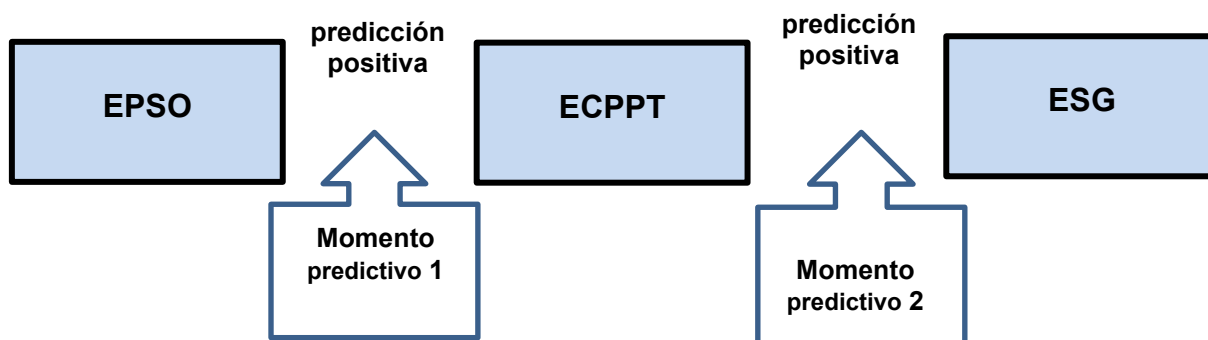 EPSO
predicción
positiva
ECPPT
predicción
positiva
ESG
Momento
predictivo 1
Momento
predictivo 2